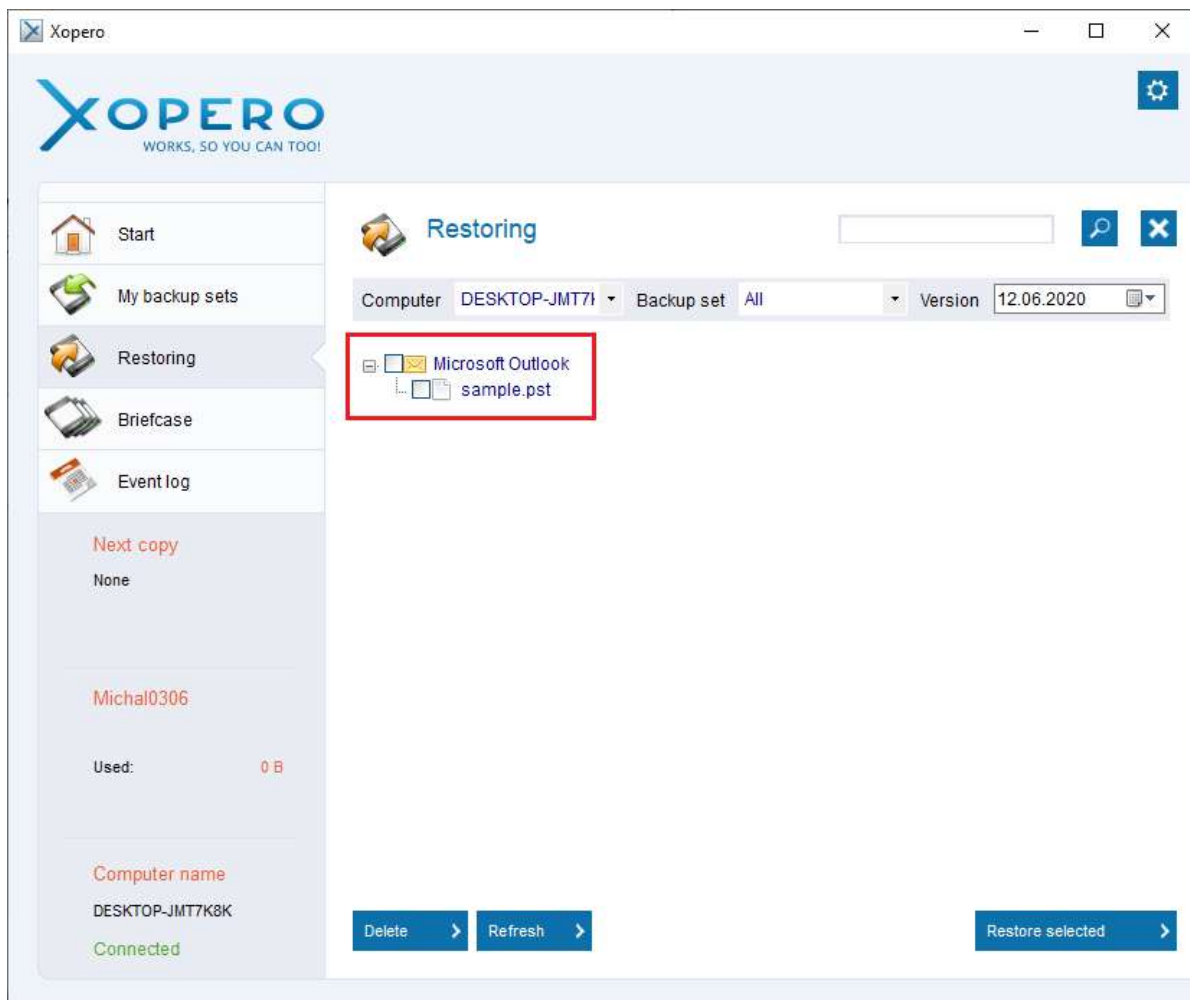 Xopero
XOPERO
WORKS, SO YOU CAN TOO!
Start
My backup sets
Restoring
Briefcase
Event log
Next copy
None
Michal0306
Used: 0 B
Computer name
DESKTOP-JMT7K8K
Connected
Restoring
Computer DESKTOP-JMT7 Backup set All Version 12.06.2020
Microsoft Outlook
sample.pst
Delete Refresh Restore selected